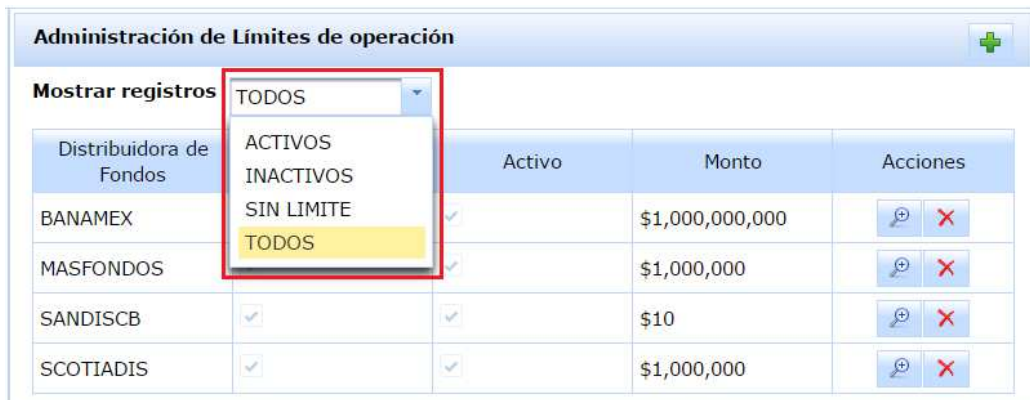 Administración de Límites de operación
Mostrar registros TODOS
ACTIVOS
INACTIVOS
SIN LIMITE
TODOS
Distribuidora de
Fondos
Activo Monto Acciones
BANAMEX $1,000,000,000
MASFONDOS $1,000,000
SANDISCB $10
SCOTIADIS $1,000,000